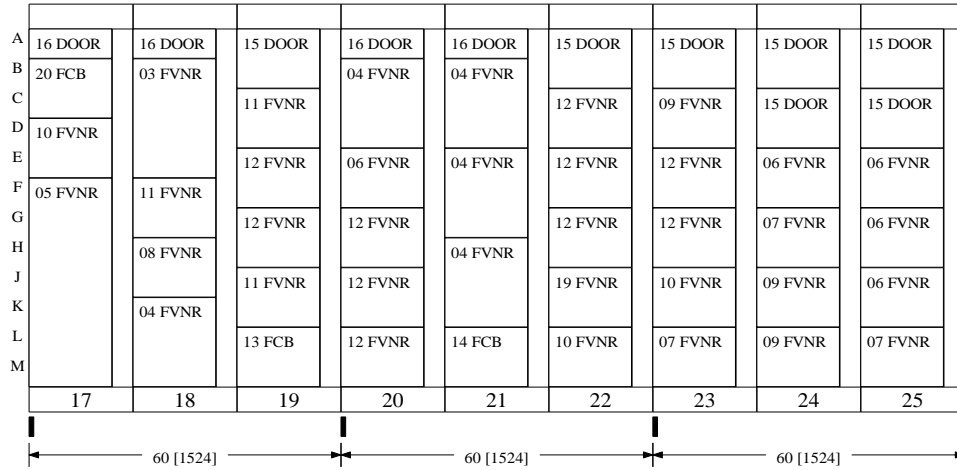 A 16 DOOR 16 DOOR 15 DOOR 16 DOOR 16 DOOR 15 DOOR 15 DOOR 15 DOOR 15 DOOR
B 20 FCB 03 FVNR 04 FVNR 04 FVNR
C 11 FVNR 12 FVNR 09 FVNR 15 DOOR 15 DOOR
D 10 FVNR
E 12 FVNR 06 FVNR 04 FVNR 12 FVNR 12 FVNR 06 FVNR 06 FVNR
F 05 FVNR 11 FVNR
G 12 FVNR 12 FVNR 12 FVNR 12 FVNR 07 FVNR 06 FVNR
H 08 FVNR 04 FVNR
J 11 FVNR 12 FVNR 19 FVNR 10 FVNR 09 FVNR 06 FVNR
K 04 FVNR
L 13 FCB 12 FVNR 14 FCB 10 FVNR 07 FVNR 09 FVNR 07 FVNR
M
17 18 19 20 21 22 23 24 25
60 [1524] 60 [1524] 60 [1524]